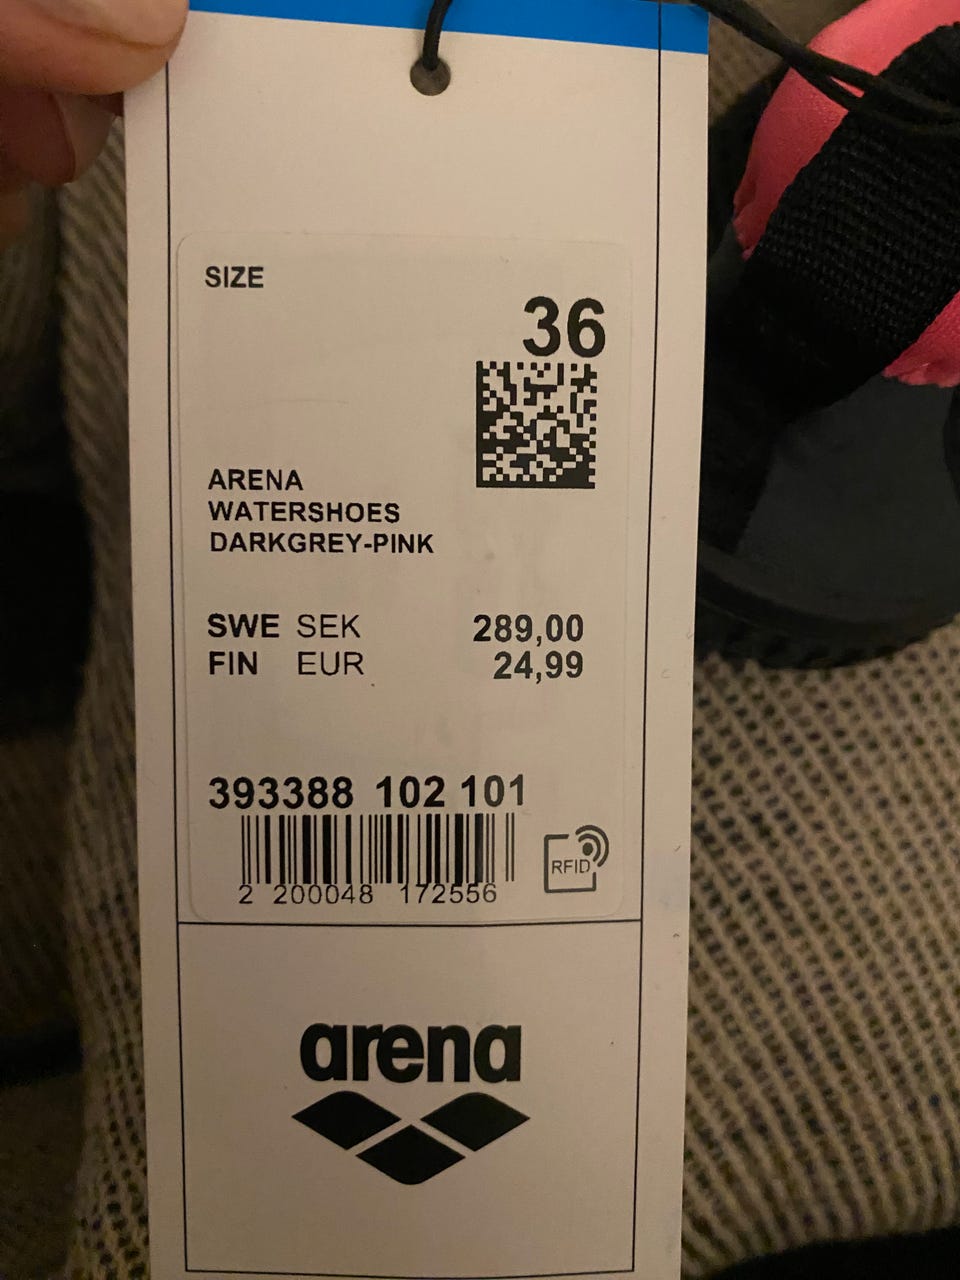 SIZE
36
ARENA
WATERSHOES
DARKGREY-PINK
SWE SEK 289,00
FIN EUR 24,99
393388 102 101
RFID
2 200048 172556
arena